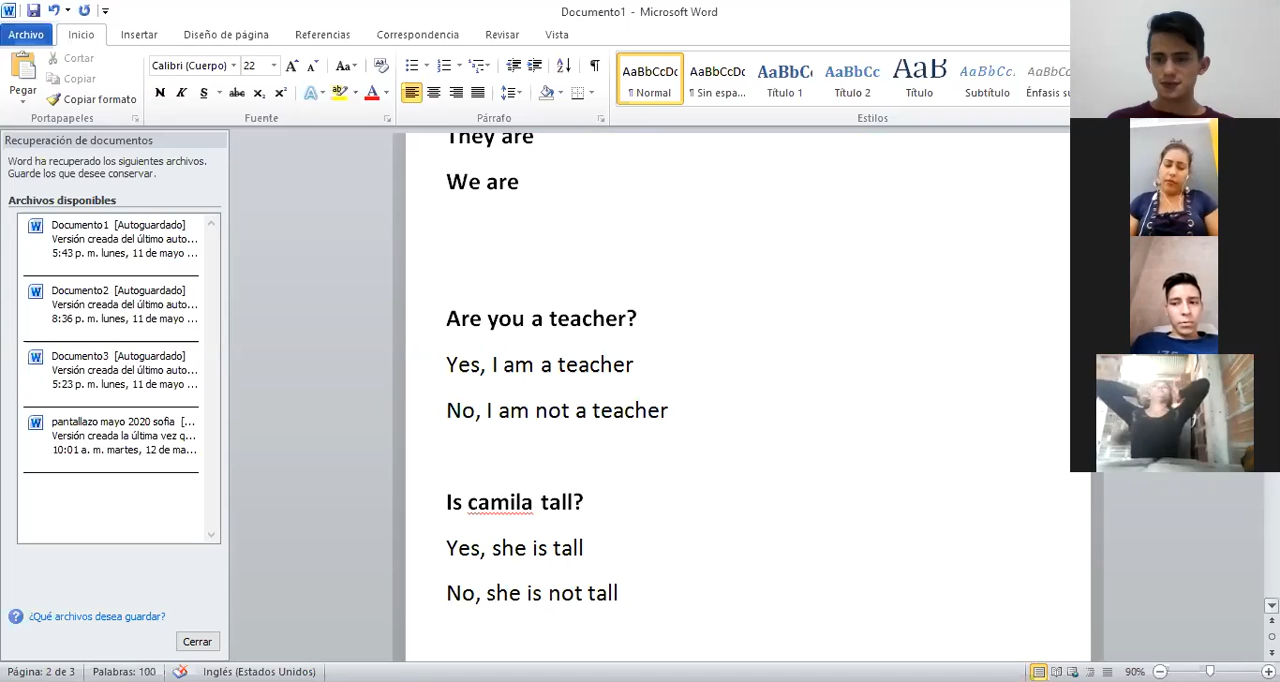 Documento1 - Microsoft Word
Archivo Inicio Insertar Diseño de página Referencias Correspondencia Revisar Vista
Cortar
Copiar
Copiar formato
Pegar
Portapapeles
Calibri (Cuerpo) 22
N K S abc x₂ x²
Fuente
Párrafo
AaBbCcDc AaBbCcDc AaBbC AaBbCc AaB AaBbCc. AaBbCc
¶ Normal ¶ Sin espa... Título 1 Título 2 Título Subtítulo Énfasis su
Estilos
Recuperación de documentos
Word ha recuperado los siguientes archivos.
Guarde los que desee conservar.
Archivos disponibles
Documento1 [Autoguardado]
Versión creada del último auto...
5:43 p. m. lunes, 11 de mayo ...
Documento2 [Autoguardado]
Versión creada del último auto...
8:36 p. m. lunes, 11 de mayo ...
Documento3 [Autoguardado]
Versión creada del último auto...
5:23 p. m. lunes, 11 de mayo ...
pantallazo mayo 2020 sofia [...
Versión creada la última vez q...
10:01 a. m. martes, 12 de ma...
¿Qué archivos desea guardar?
Cerrar
They are
We are
Are you a teacher?
Yes, I am a teacher
No, I am not a teacher
Is camila tall?
Yes, she is tall
No, she is not tall
Página: 2 de 3 Palabras: 100 Inglés (Estados Unidos) 90%